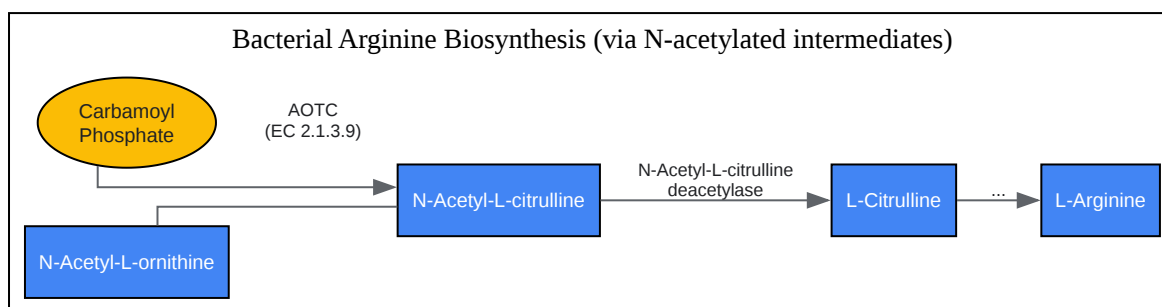 Bacterial Arginine Biosynthesis (via N-acetylated intermediates)
Carbamoyl
Phosphate
AOTC
(EC 2.1.3.9)
N-Acetyl-L-ornithine
N-Acetyl-L-citrulline
N-Acetyl-L-citrulline
deacetylase
L-Citrulline
...
L-Arginine